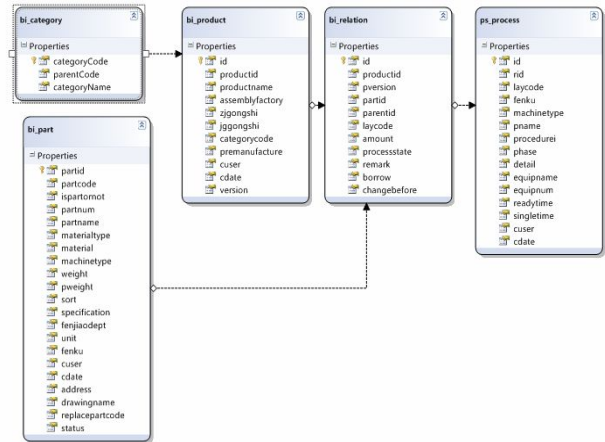 bi_category
Properties
categoryCode
parentCode
categoryName
bi_product
Properties
id
productid
productname
assemblyfactory
zjgongshi
jggongshi
categorycode
premanufacture
cuser
cdate
version
bi_relation
Properties
id
productid
pversion
partid
parentid
laycode
amount
processstate
remark
borrow
changebefore
ps_process
Properties
id
rid
laycode
fenku
machinetype
pname
procedurei
phase
detail
equipname
equipnum
readytime
singletime
cuser
cdate
bi_part
Properties
partid
partcode
ispartornot
partnum
partname
materialtype
material
machinetype
weight
pweight
sort
specification
fenjiaodept
unit
fenku
cuser
cdate
address
drawingname
replacepartcode
status